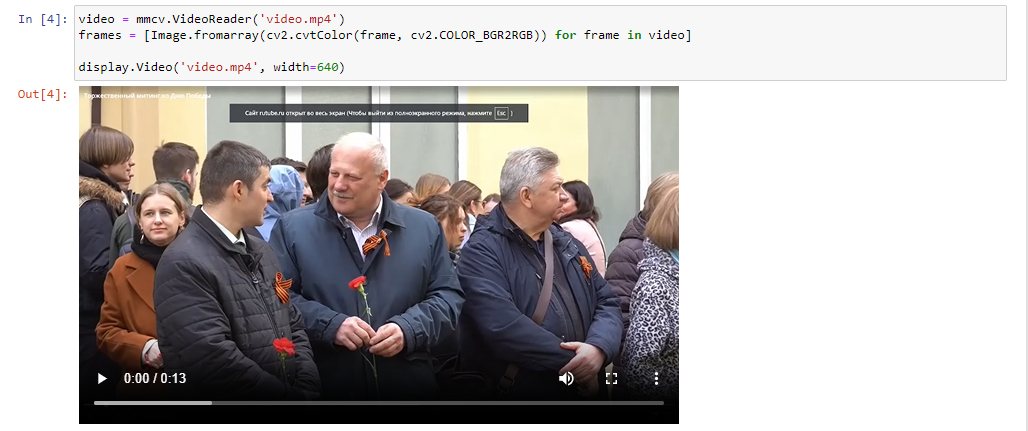 In [4]: video = mmcv.VideoReader('video.mp4')
frames = [Image.fromarray(cv2.cvtColor(frame, cv2.COLOR_BGR2RGB)) for frame in video]
display.Video('video.mp4', width=640)
Out[4]:
Торжественный митинг ко Дню Победы
Сайт rutube.ru открыт во весь экран (Чтобы выйти из полноэкранного режима, нажмите Esc )
0:00 / 0:13